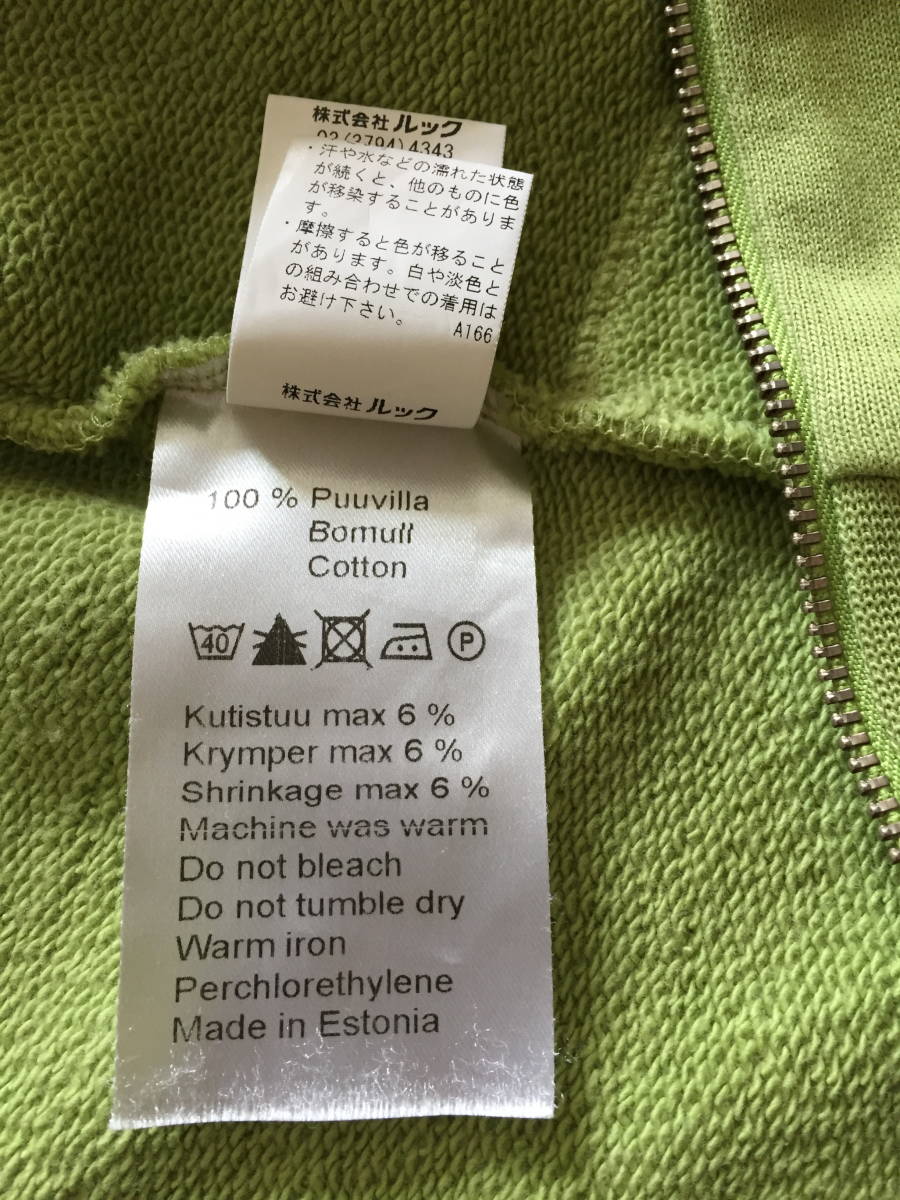 株式会社 ルック
03(3794)4343
・汗や水などの濡れた状態
が続くと、他のものに色
が移染することがありま
す。
・摩擦すると色が移ること
があります。白や淡色と
の組み合わせでの着用は
お避け下さい。
A166
株式会社 ルック
100 % Puuvilla
Bomull
Cotton
40
P
Kutistuu max 6 %
Krymper max 6 %
Shrinkage max 6 %
Machine was warm
Do not bleach
Do not tumble dry
Warm iron
Perchlorethylene
Made in Estonia